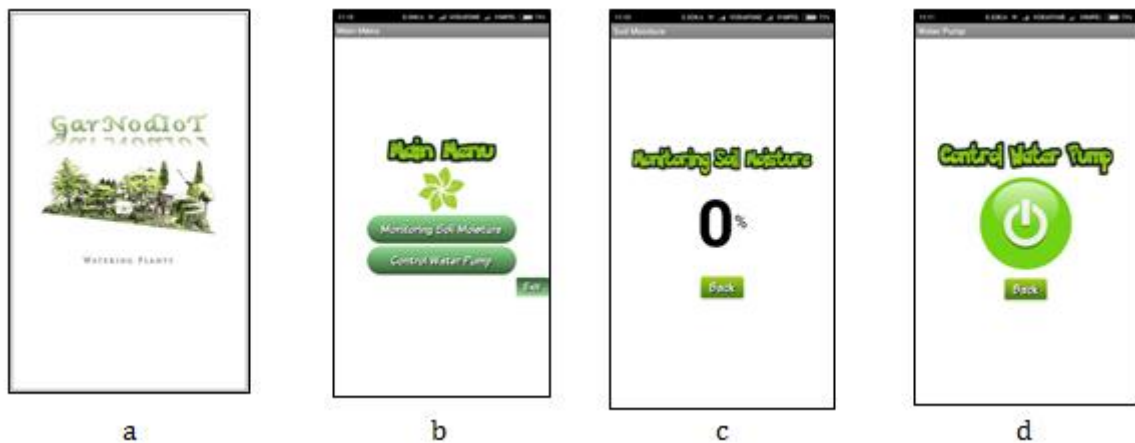 GarNodIoT
WATERING PLANTS
a
Main Menu
Main Menu
Monitoring Soil Moisture
Control Water Pump
Exit
b
Soil Moisture
Monitoring Soil Moisture
0%
Back
c
Water Pump
Control Water Pump
Back
d